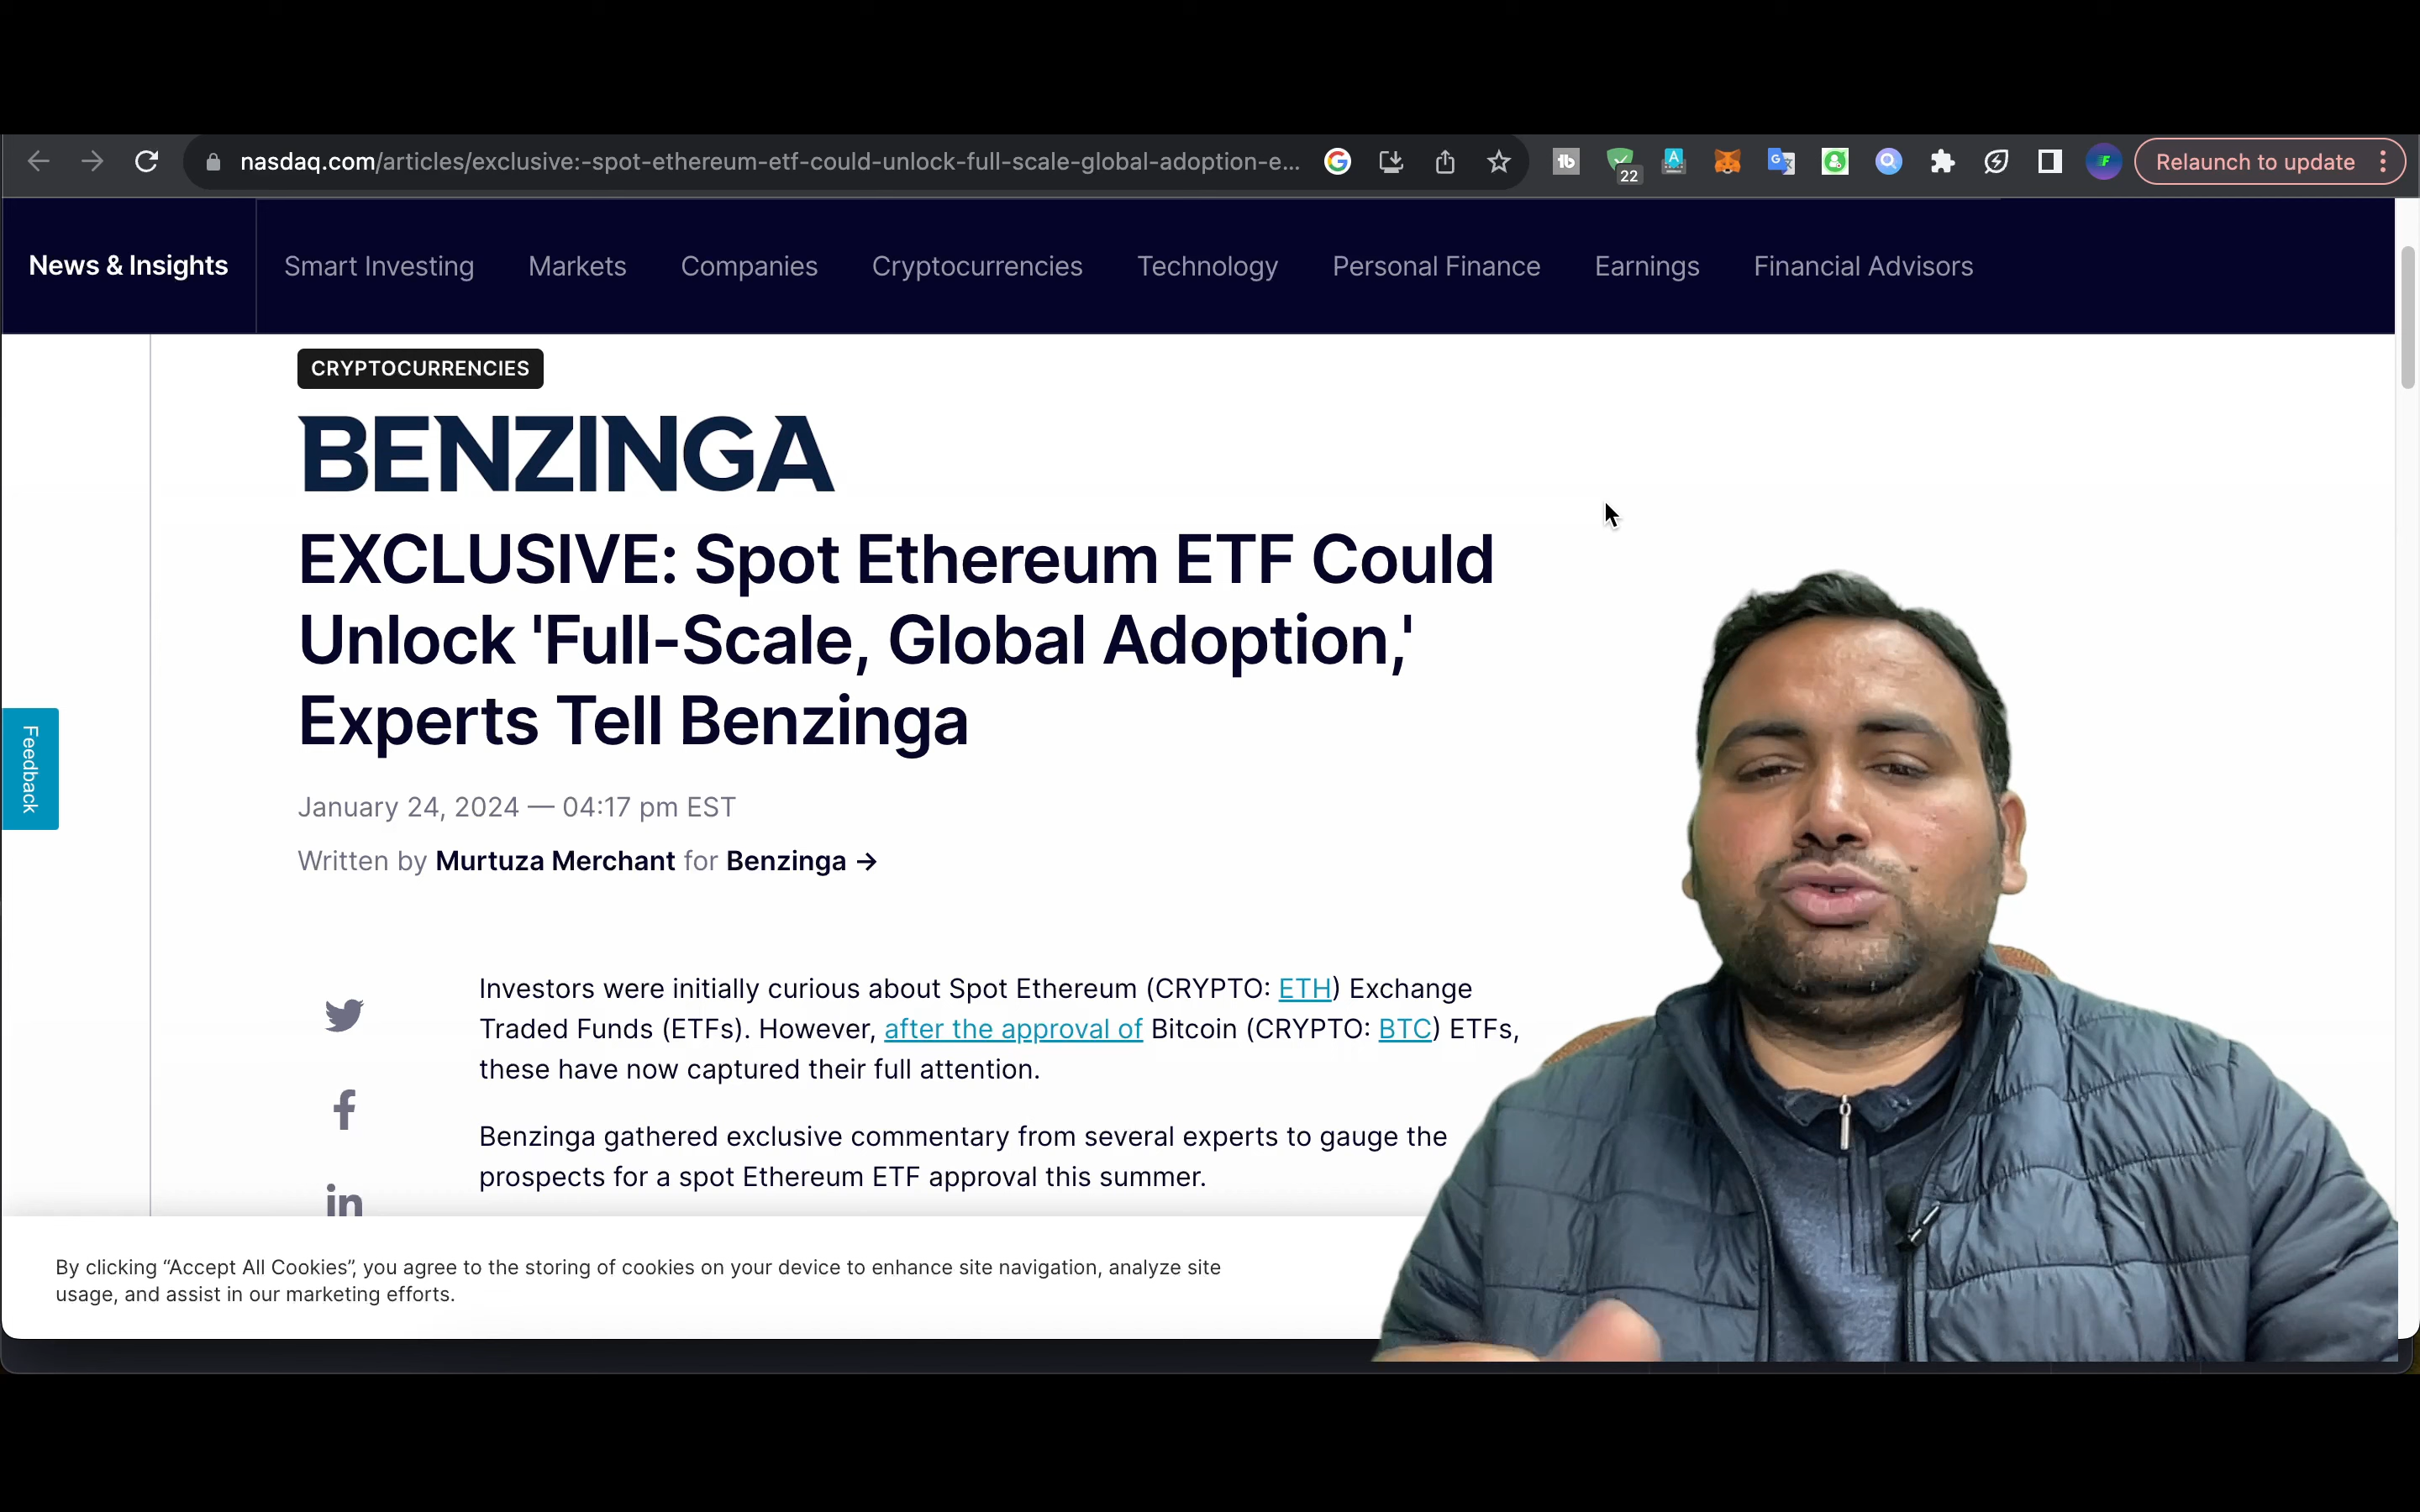 nasdaq.com/articles/exclusive:-spot-ethereum-etf-could-unlock-full-scale-global-adoption-e...
22
Relaunch to update
News & Insights
Smart Investing
Markets
Companies
Cryptocurrencies
Technology
Personal Finance
Earnings
Financial Advisors
CRYPTOCURRENCIES
BENZINGA
EXCLUSIVE: Spot Ethereum ETF Could
Unlock 'Full-Scale, Global Adoption,'
Experts Tell Benzinga
January 24, 2024 — 04:17 pm EST
Written by Murtuza Merchant for Benzinga →
Feedback
Investors were initially curious about Spot Ethereum (CRYPTO: ETH) Exchange
Traded Funds (ETFs). However, after the approval of Bitcoin (CRYPTO: BTC) ETFs,
these have now captured their full attention.
Benzinga gathered exclusive commentary from several experts to gauge the
prospects for a spot Ethereum ETF approval this summer.
By clicking “Accept All Cookies”, you agree to the storing of cookies on your device to enhance site navigation, analyze site
usage, and assist in our marketing efforts.